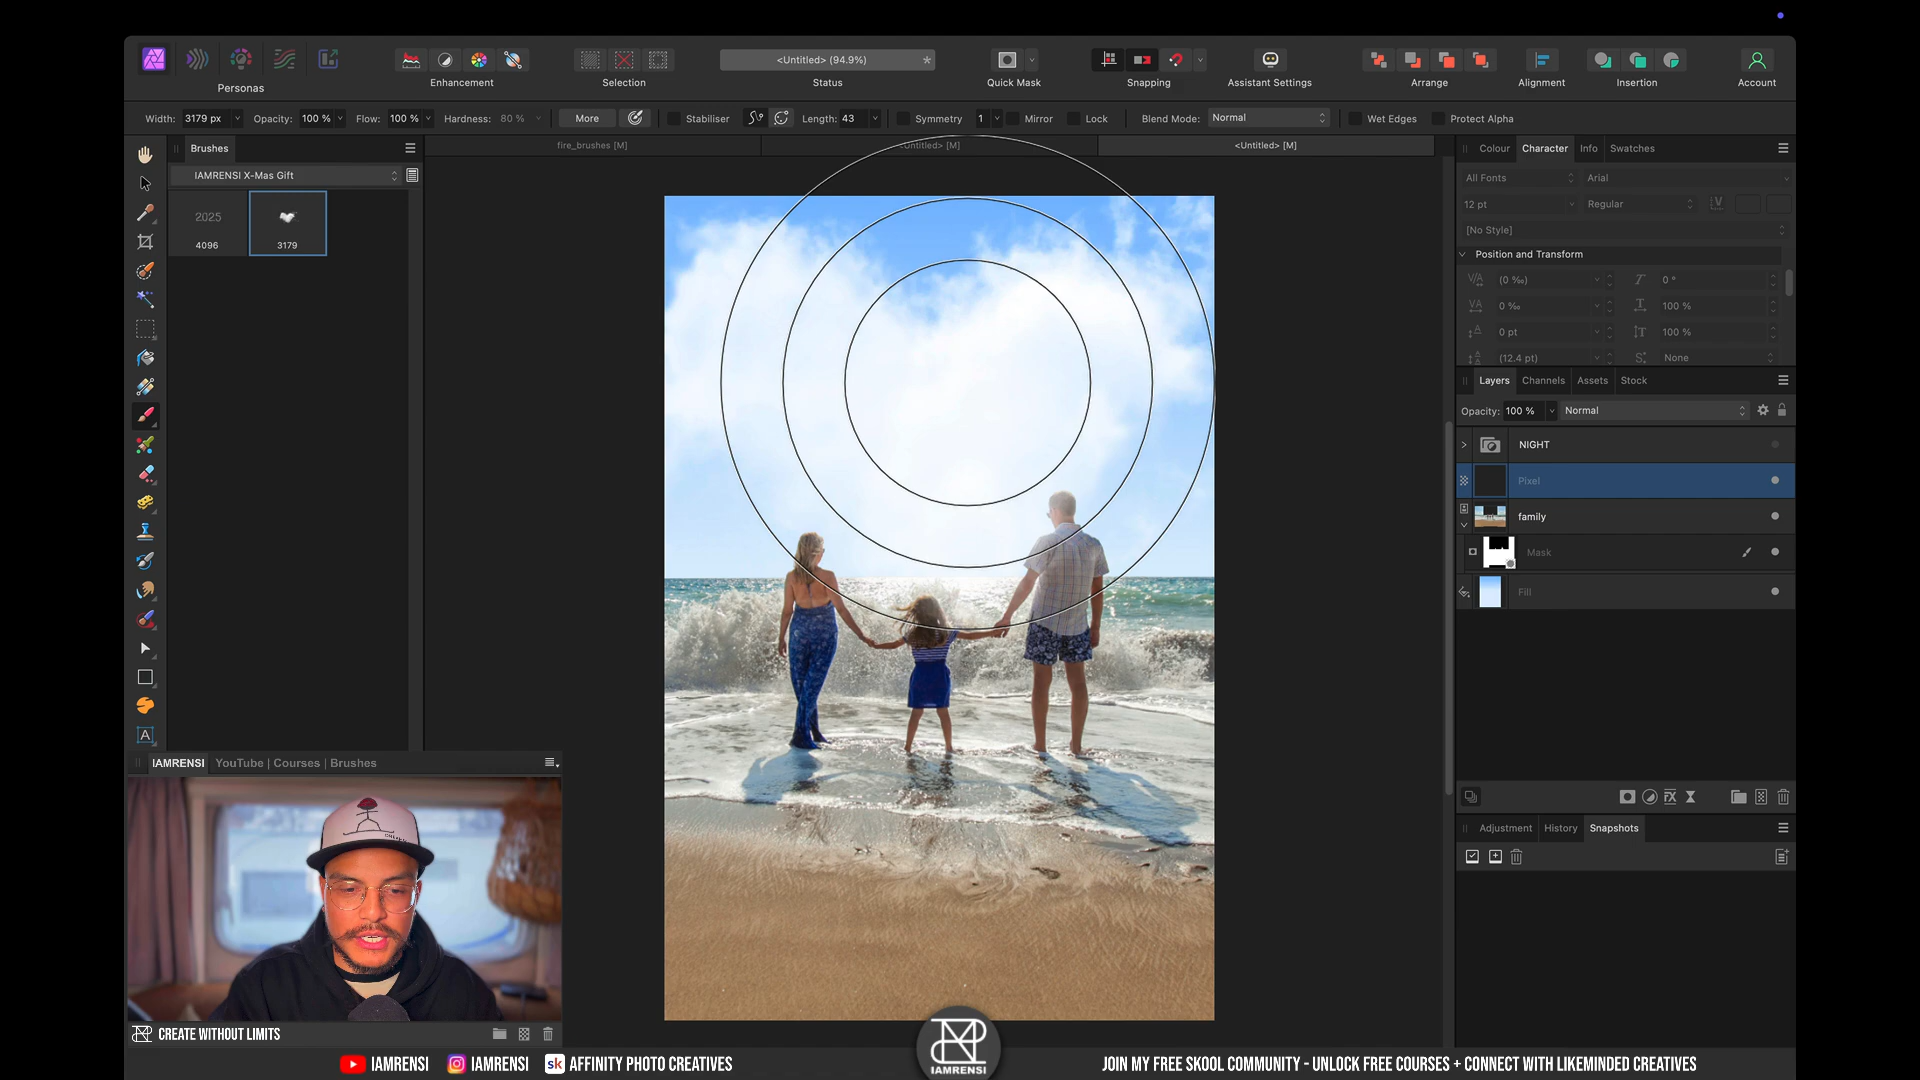 Personas
Enhancement
Selection
<Untitled> (94.9%)
*
Status
Quick Mask
Snapping
Assistant Settings
Arrange
Alignment
Insertion
Account
Width: 3179 px
Opacity: 100 %
Flow: 100 %
Hardness: 80 %
More
Stabiliser
Length: 43
Symmetry 1
Mirror
Lock
Blend Mode: Normal
Wet Edges
Protect Alpha
Brushes
IAMRENSI X-Mas Gift
2025
4096
3179
fire_brushes [M]
<Untitled> [M]
<Untitled> [M]
Colour Character Info Swatches
All Fonts Arial
12 pt Regular
[No Style]
Position and Transform
(0 ‰) 0 °
0 ‰ 100 %
0 pt 100 %
(12.4 pt) None
Layers Channels Assets Stock
Opacity: 100 % Normal
NIGHT
Pixel
family
Mask
Fill
Adjustment History Snapshots
IAMRENSI YouTube | Courses | Brushes
CREATE WITHOUT LIMITS
IAMRENSI
IAMRENSI
sk AFFINITY PHOTO CREATIVES
IAMRENSI
JOIN MY FREE SKOOL COMMUNITY - UNLOCK FREE COURSES + CONNECT WITH LIKEMINDED CREATIVES